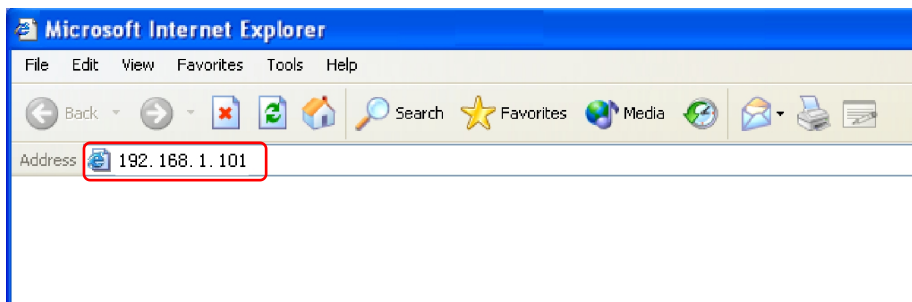 Microsoft Internet Explorer
File Edit View Favorites Tools Help
Back Search Favorites Media
Address 192. 168. 1. 101